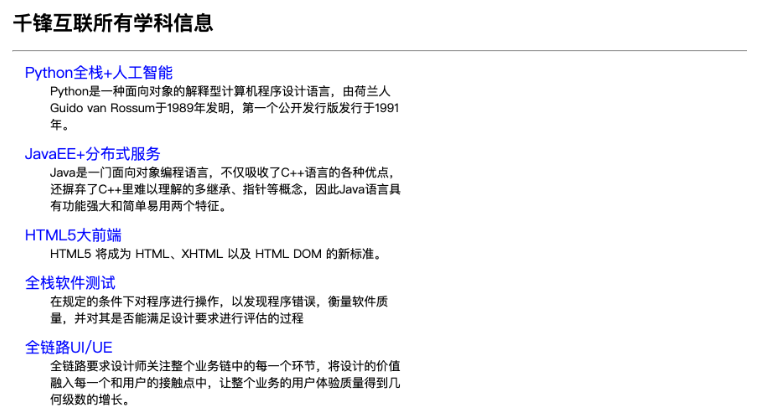 千锋互联所有学科信息
Python全栈+人工智能
Python是一种面向对象的解释型计算机程序设计语言，由荷兰人
Guido van Rossum于1989年发明，第一个公开发行版发行于1991
年。
JavaEE+分布式服务
Java是一门面向对象编程语言，不仅吸收了C++语言的各种优点，
还摒弃了C++里难以理解的多继承、指针等概念，因此Java语言具
有功能强大和简单易用两个特征。
HTML5大前端
HTML5 将成为 HTML、XHTML 以及 HTML DOM 的新标准。
全栈软件测试
在规定的条件下对程序进行操作，以发现程序错误，衡量软件质
量，并对其是否能满足设计要求进行评估的过程
全链路UI/UE
全链路要求设计师关注整个业务链中的每一个环节，将设计的价值
融入每一个和用户的接触点中，让整个业务的用户体验质量得到几
何级数的增长。